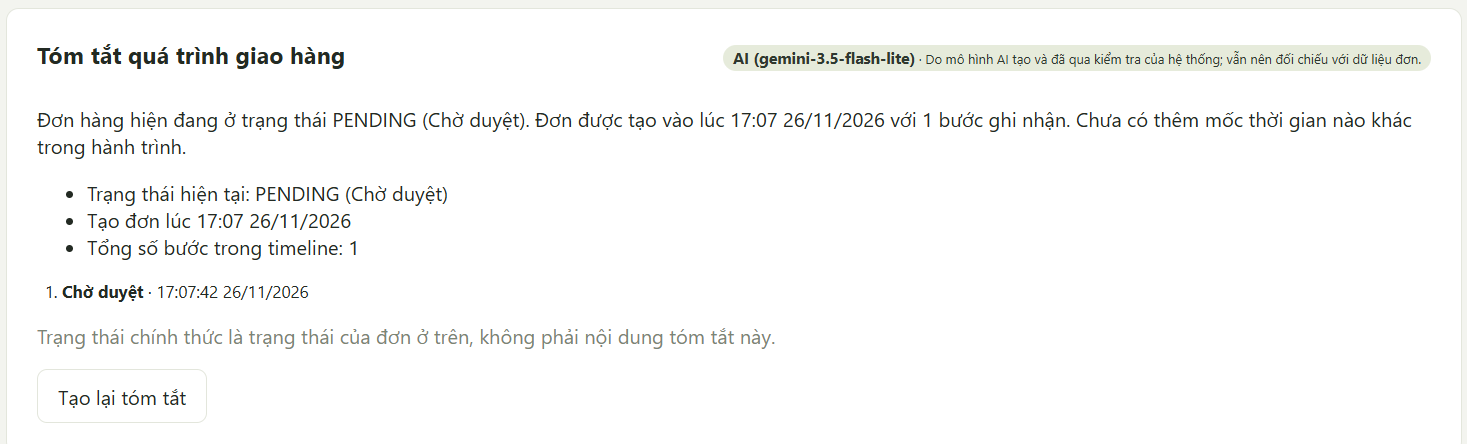 Tóm tắt quá trình giao hàng
AI (gemini-3.5-flash-lite) · Do mô hình AI tạo và đã qua kiểm tra của hệ thống; vẫn nên đối chiếu với dữ liệu đơn.
Đơn hàng hiện đang ở trạng thái PENDING (Chờ duyệt). Đơn được tạo vào lúc 17:07 26/11/2026 với 1 bước ghi nhận. Chưa có thêm mốc thời gian nào khác
trong hành trình.
• Trạng thái hiện tại: PENDING (Chờ duyệt)
• Tạo đơn lúc 17:07 26/11/2026
• Tổng số bước trong timeline: 1
1. Chờ duyệt · 17:07:42 26/11/2026
Trạng thái chính thức là trạng thái của đơn ở trên, không phải nội dung tóm tắt này.
Tạo lại tóm tắt